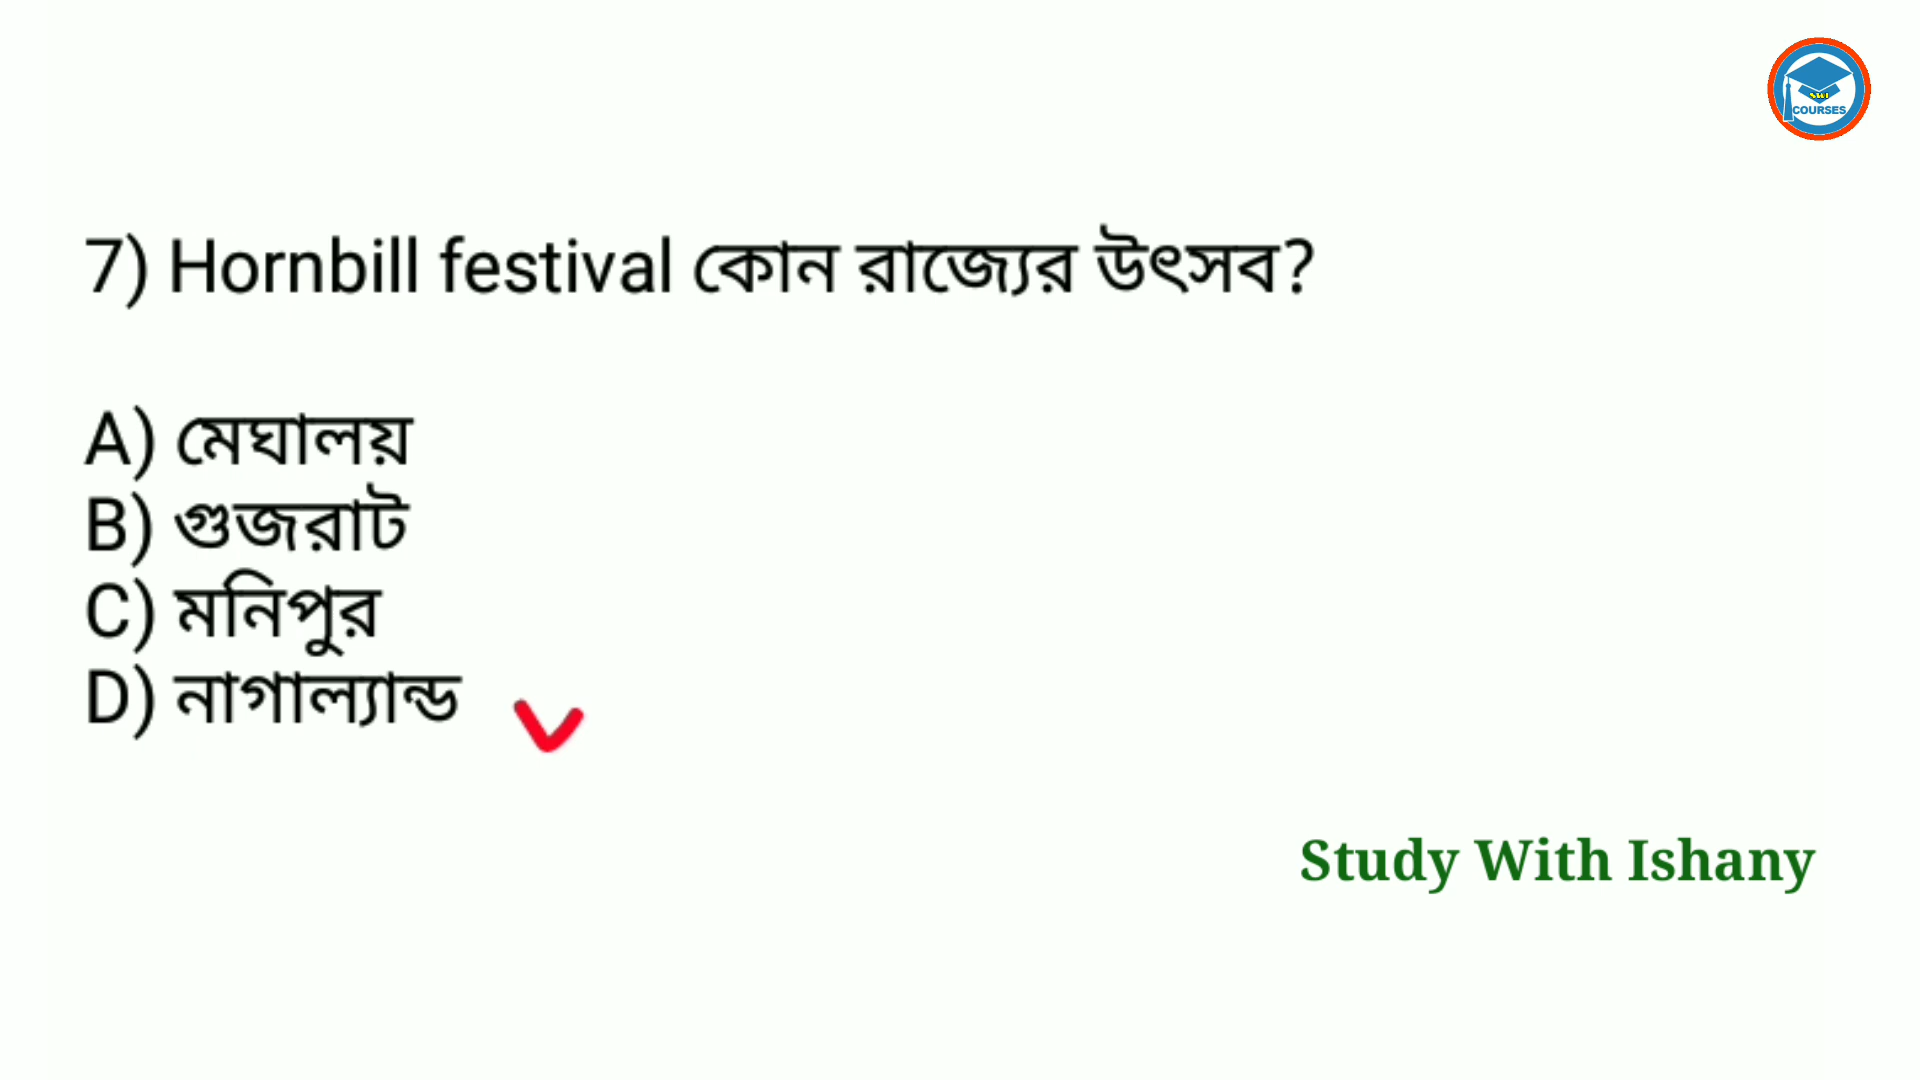 COURSES
7) Hornbill festival কোন রাজ্যের উৎসব?
A) মেঘালয়
B) গুজরাট
C) মনিপুর
D) নাগাল্যান্ড
Study With Ishany